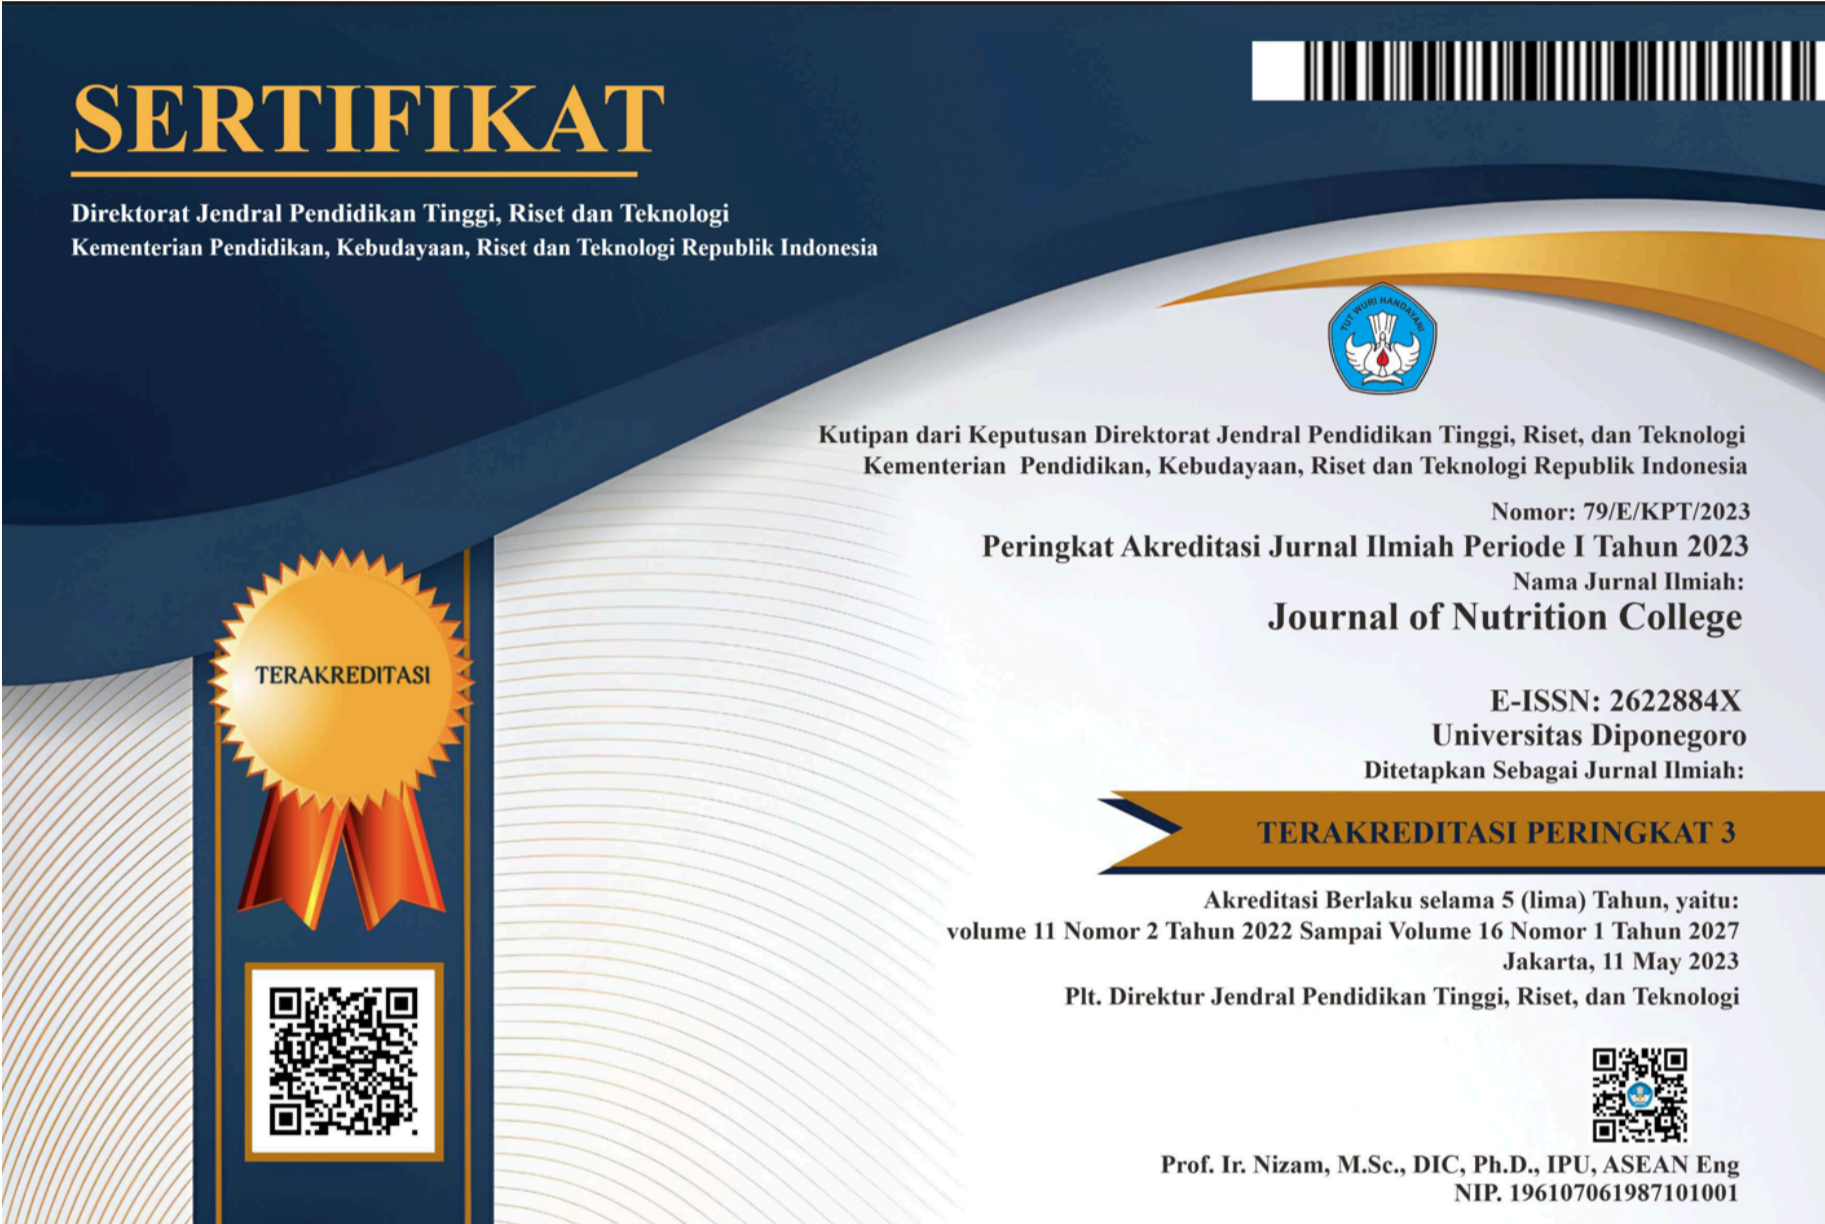 SERTIFIKAT
Direktorat Jendral Pendidikan Tinggi, Riset dan Teknologi
Kementerian Pendidikan, Kebudayaan, Riset dan Teknologi Republik Indonesia
TUT WURI HANDAYANI
Kutipan dari Keputusan Direktorat Jendral Pendidikan Tinggi, Riset, dan Teknologi
Kementerian Pendidikan, Kebudayaan, Riset dan Teknologi Republik Indonesia
Nomor: 79/E/KPT/2023
Peringkat Akreditasi Jurnal Ilmiah Periode I Tahun 2023
Nama Jurnal Ilmiah:
Journal of Nutrition College
E-ISSN: 2622884X
Universitas Diponegoro
Ditetapkan Sebagai Jurnal Ilmiah:
TERAKREDITASI PERINGKAT 3
Akreditasi Berlaku selama 5 (lima) Tahun, yaitu:
volume 11 Nomor 2 Tahun 2022 Sampai Volume 16 Nomor 1 Tahun 2027
Jakarta, 11 May 2023
Plt. Direktur Jendral Pendidikan Tinggi, Riset, dan Teknologi
Prof. Ir. Nizam, M.Sc., DIC, Ph.D., IPU, ASEAN Eng
NIP. 196107061987101001
TERAKREDITASI